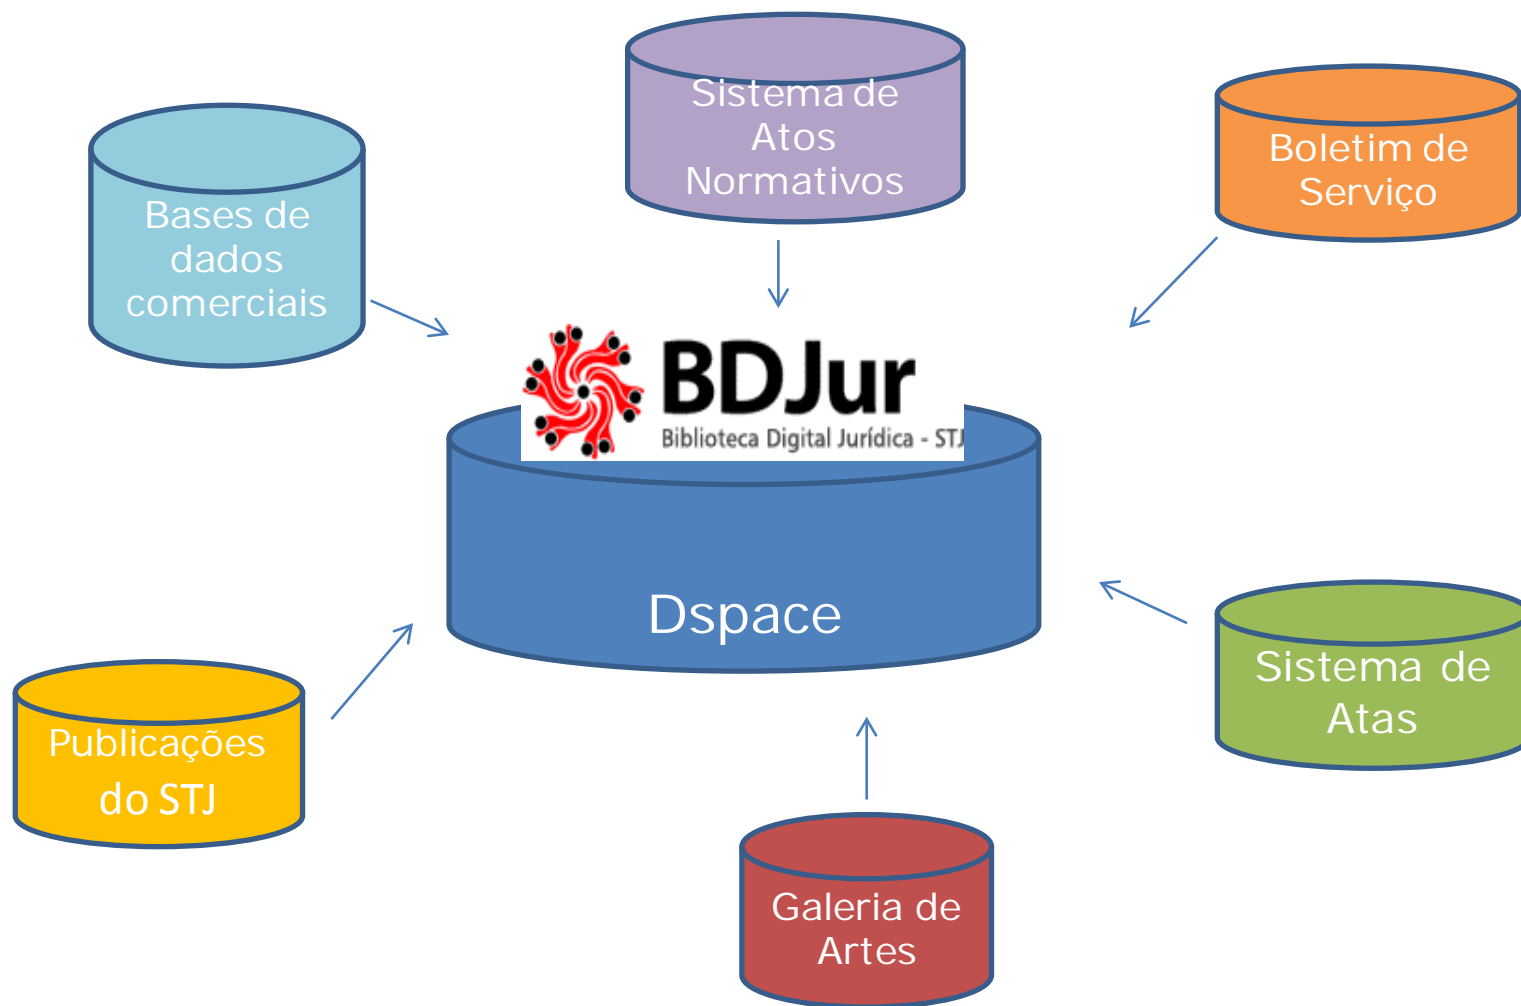 Sistema de
Atos
Normativos
Boletim de
Serviço
Bases de
dados
comerciais
BDJur
Biblioteca Digital Jurídica - STJ
Dspace
Sistema de
Atas
Publicações
do STJ
Galeria de
Artes